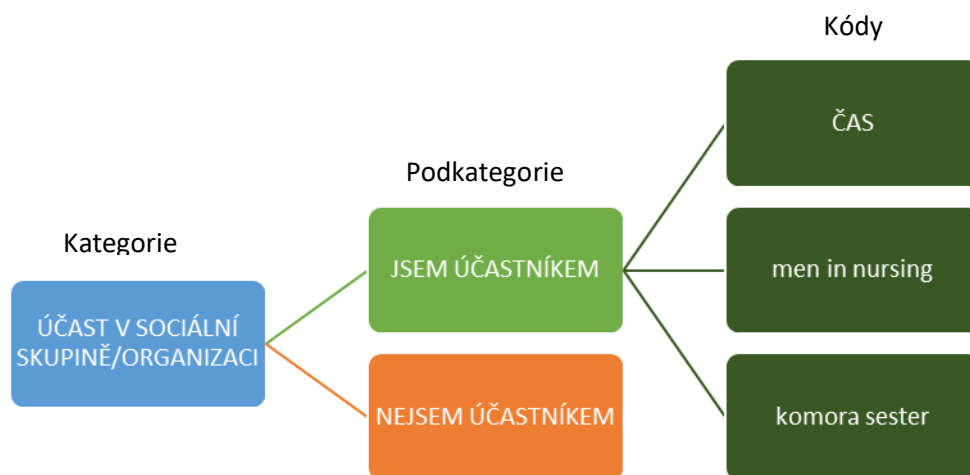 Kódy
ČAS
Podkategorie
JSEM ÚČASTNÍKEM
men in nursing
Kategorie
ÚČAST V SOCIÁLNÍ
SKUPINĚ/ORGANIZACI
NEJSEM ÚČASTNÍKEM
komora sester